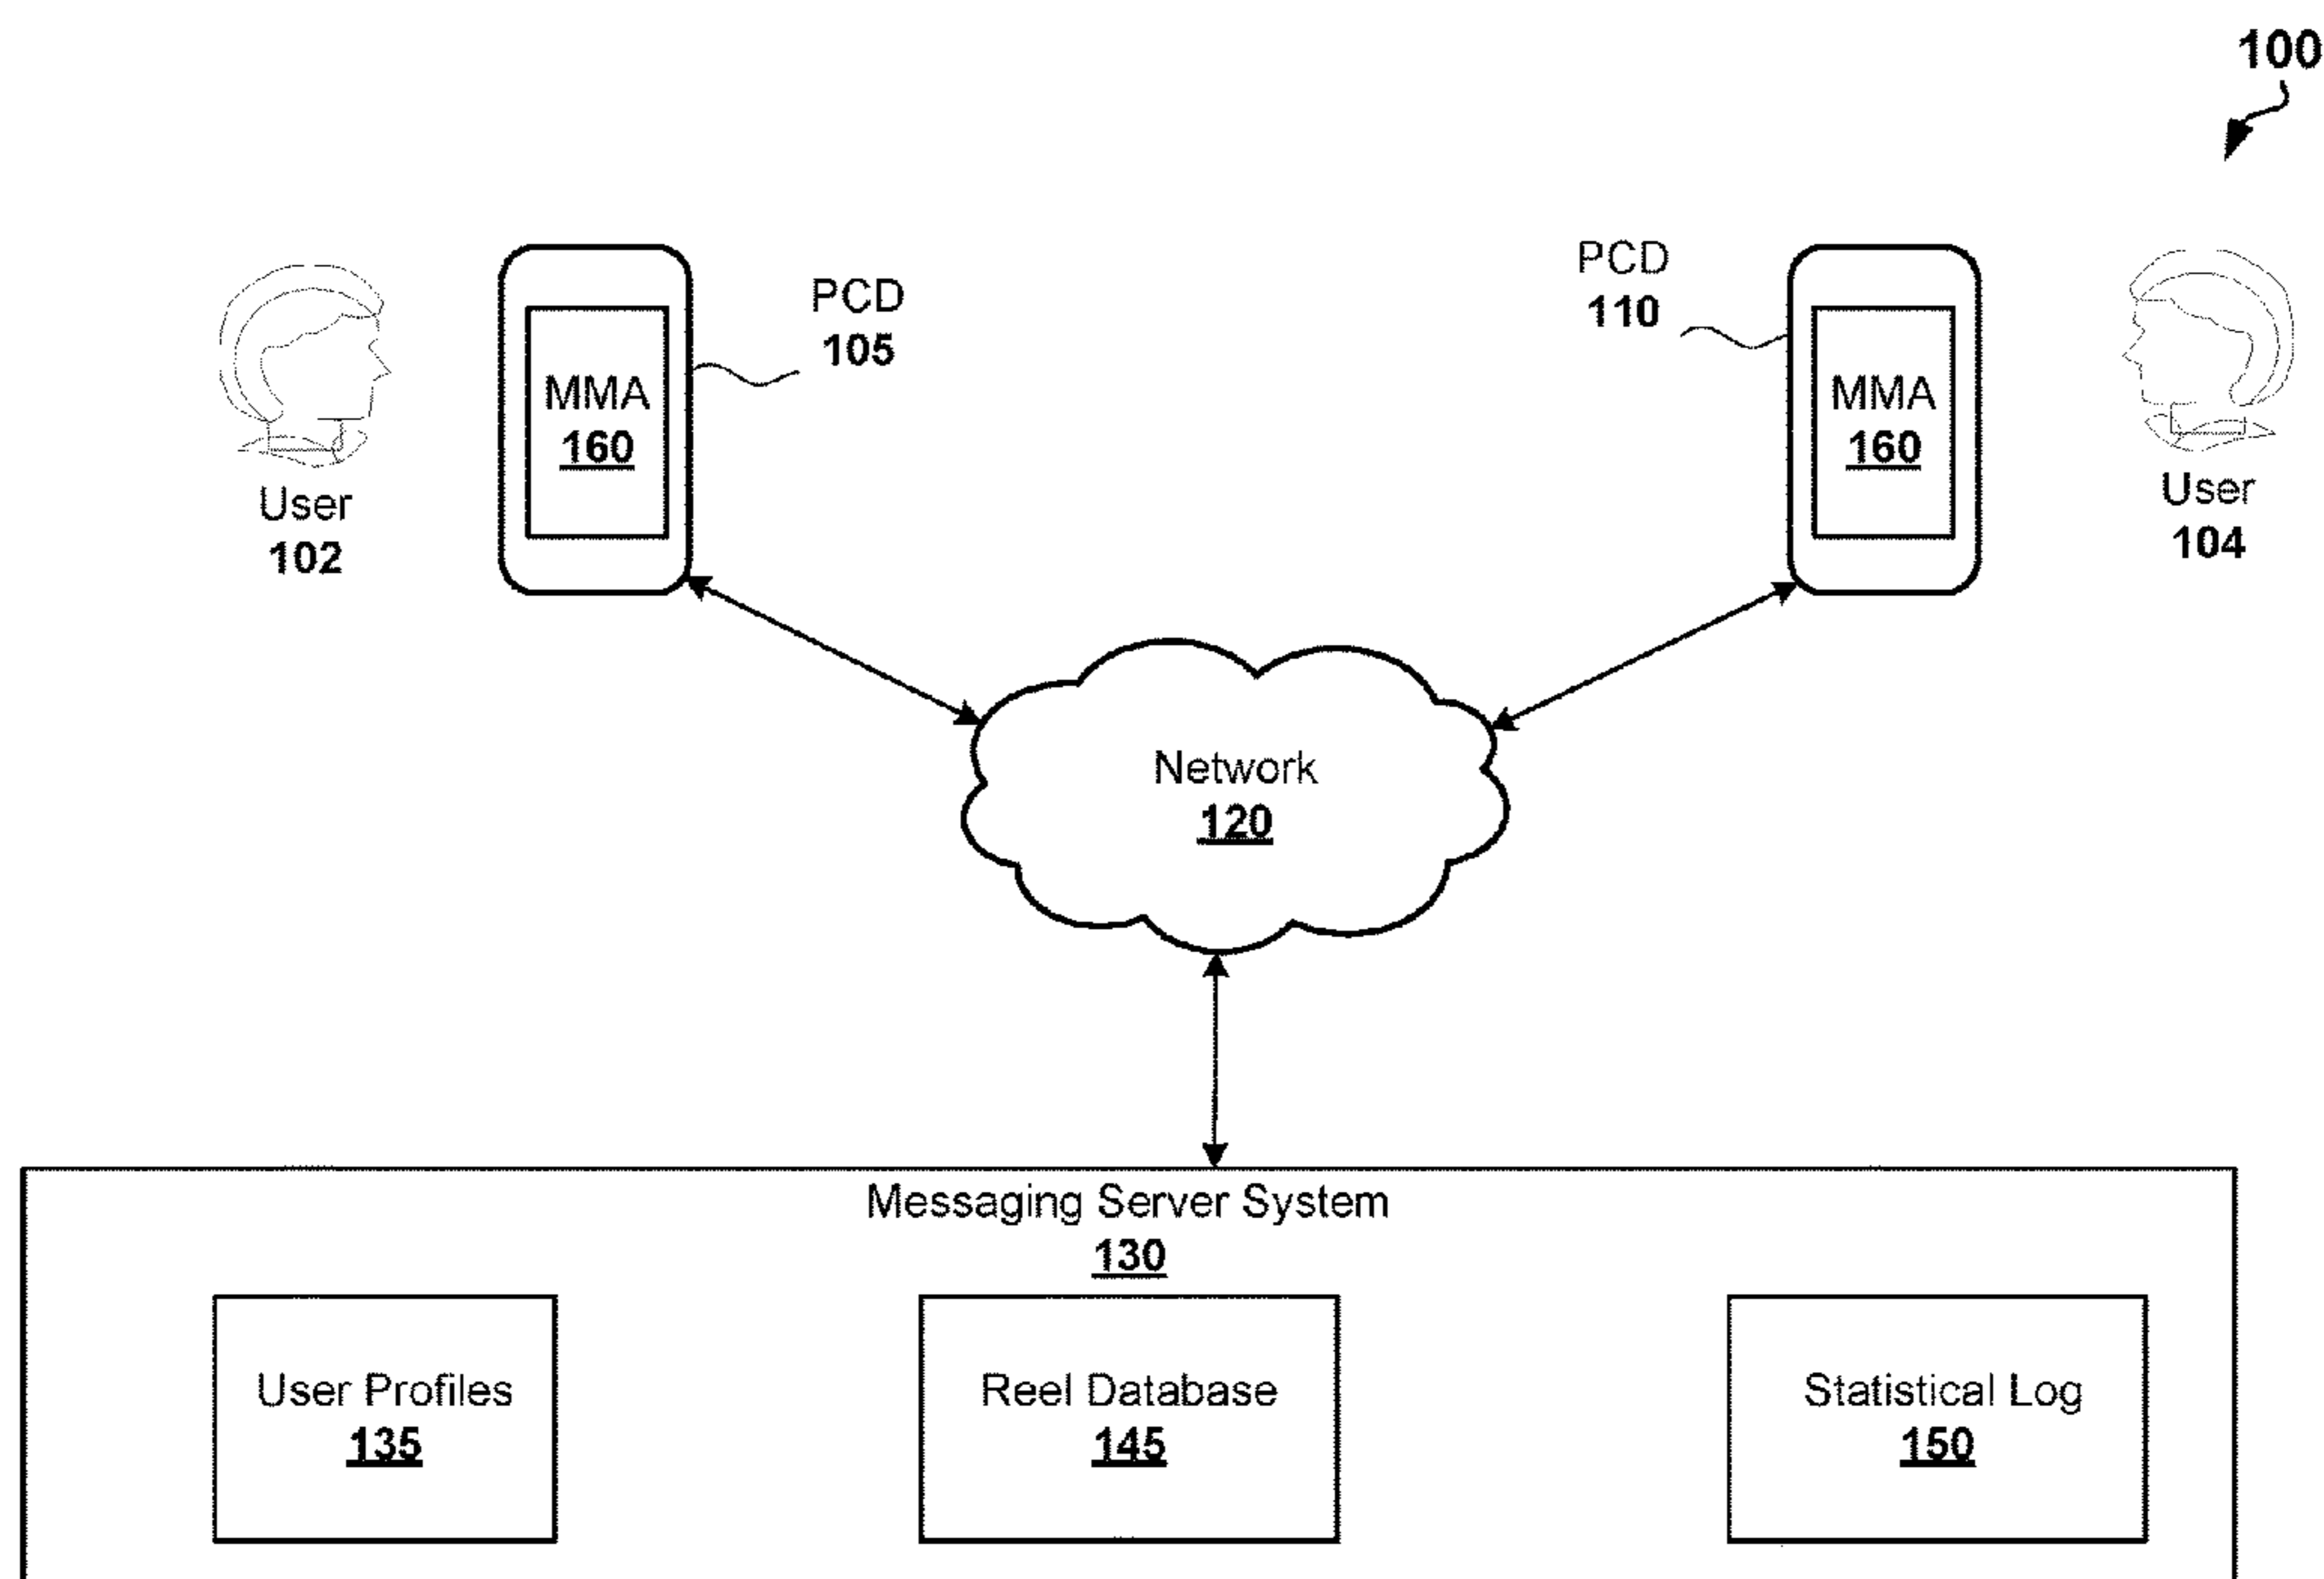 100
PCD
105
PCD
110
MMA
160
MMA
160
User
102
User
104
Network
120
Messaging Server System
130
User Profiles
135
Reel Database
145
Statistical Log
150